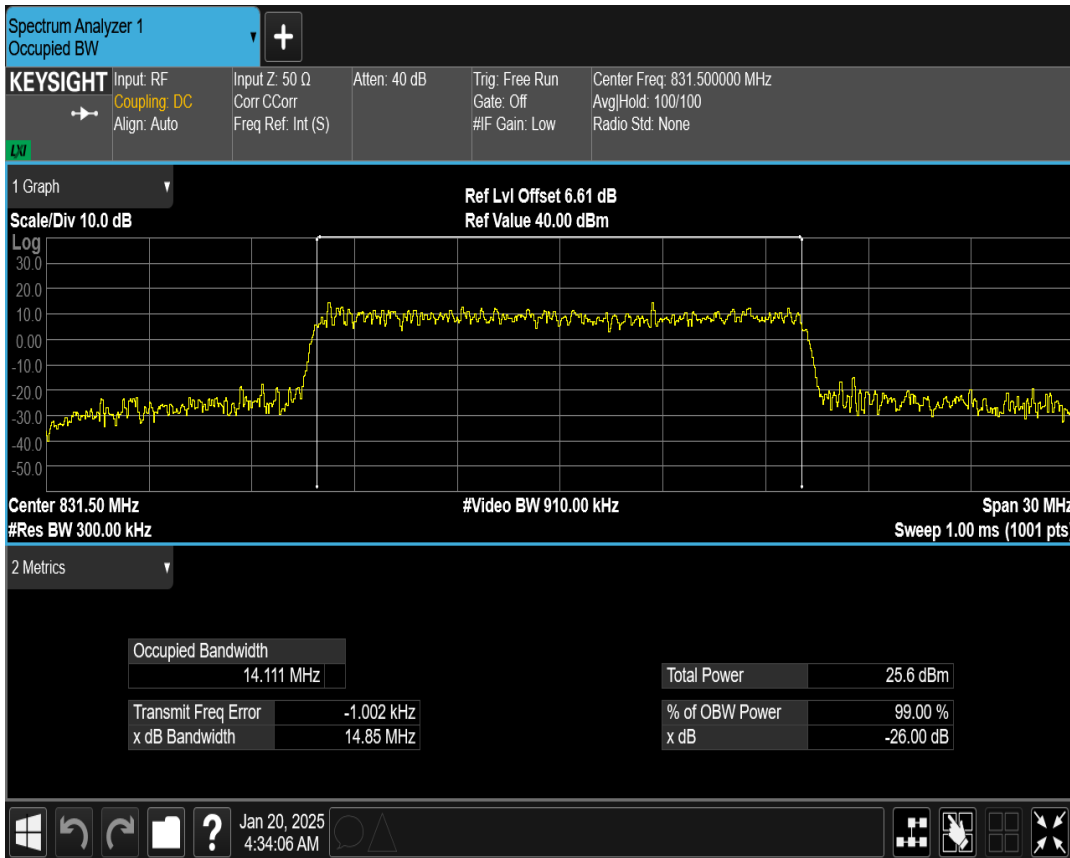 Spectrum Analyzer 1
Occupied BW
KEYSIGHT
LXI
Input: RF
Coupling: DC
Align: Auto
Input Z: 50 Ω
Corr CCorr
Freq Ref: Int (S)
Atten: 40 dB
Trig: Free Run
Gate: Off
#IF Gain: Low
Center Freq: 831.500000 MHz
Avg|Hold: 100/100
Radio Std: None
1 Graph
Scale/Div 10.0 dB
Ref Lvl Offset 6.61 dB
Ref Value 40.00 dBm
Log
30.0
20.0
10.0
0.00
-10.0
-20.0
-30.0
-40.0
-50.0
Center 831.50 MHz
#Video BW 910.00 kHz
Span 30 MHz
#Res BW 300.00 kHz
Sweep 1.00 ms (1001 pts)
2 Metrics
Occupied Bandwidth
14.111 MHz
Total Power 25.6 dBm
Transmit Freq Error -1.002 kHz
% of OBW Power 99.00 %
x dB Bandwidth 14.85 MHz
x dB -26.00 dB
Jan 20, 2025
4:34:06 AM